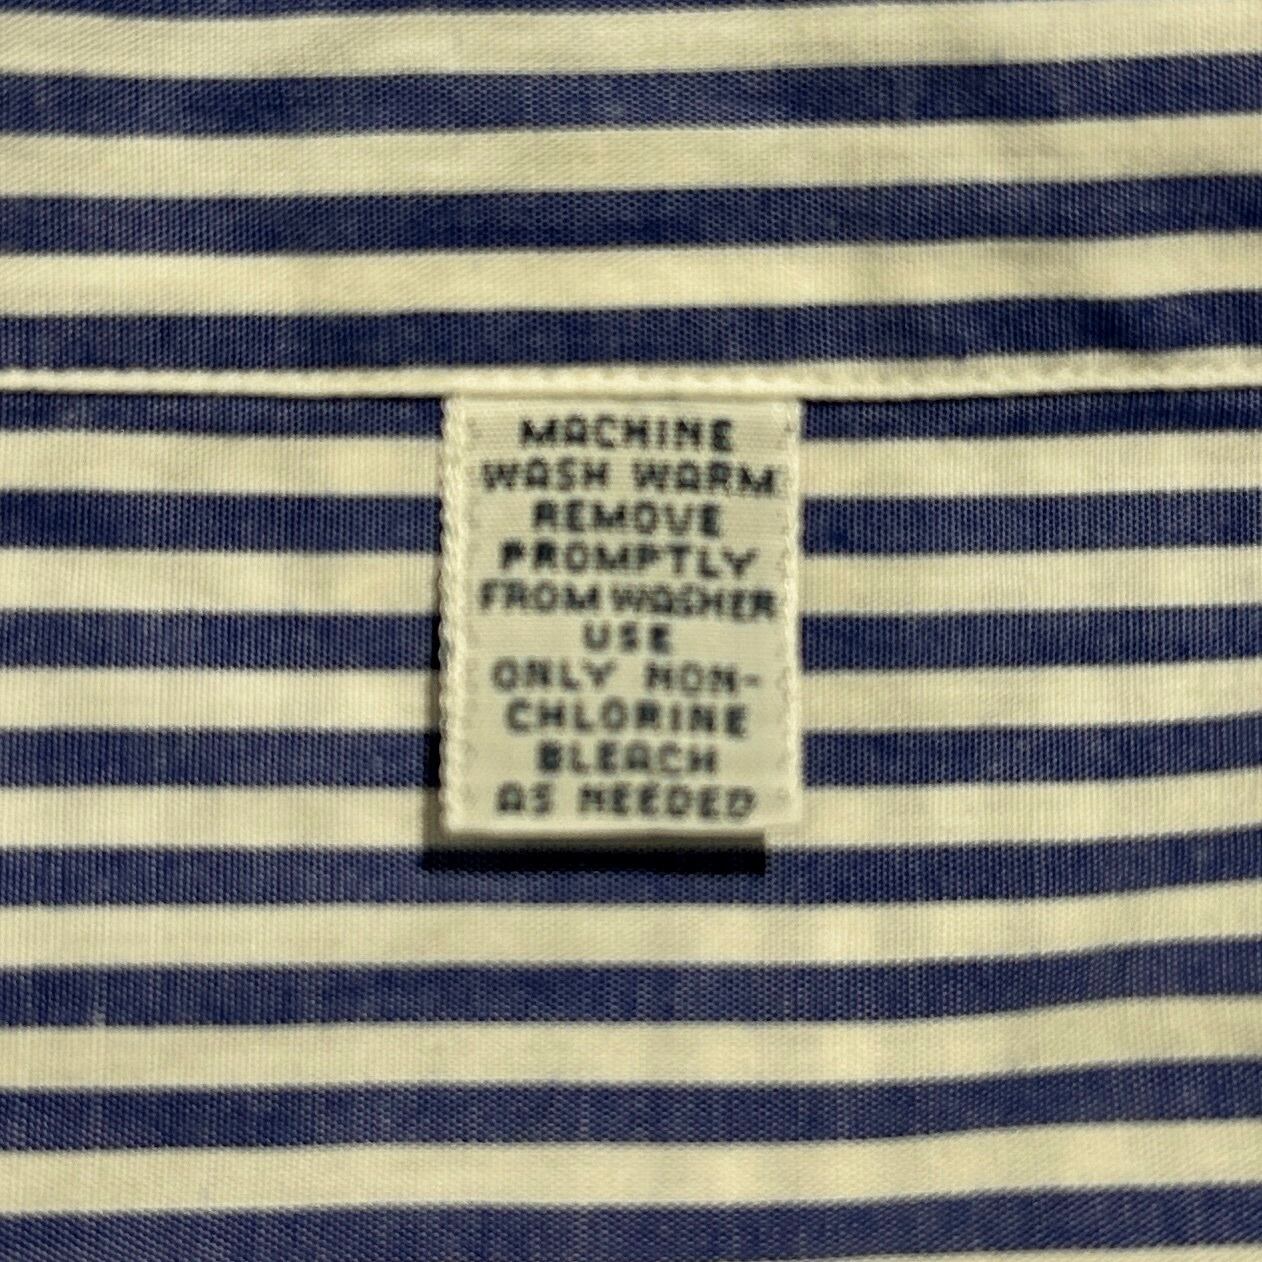 MACHINE
WASH WARM
REMOVE
PROMPTLY
FROM WASHER
USE
ONLY NON-
CHLORINE
BLEACH
AS NEEDED